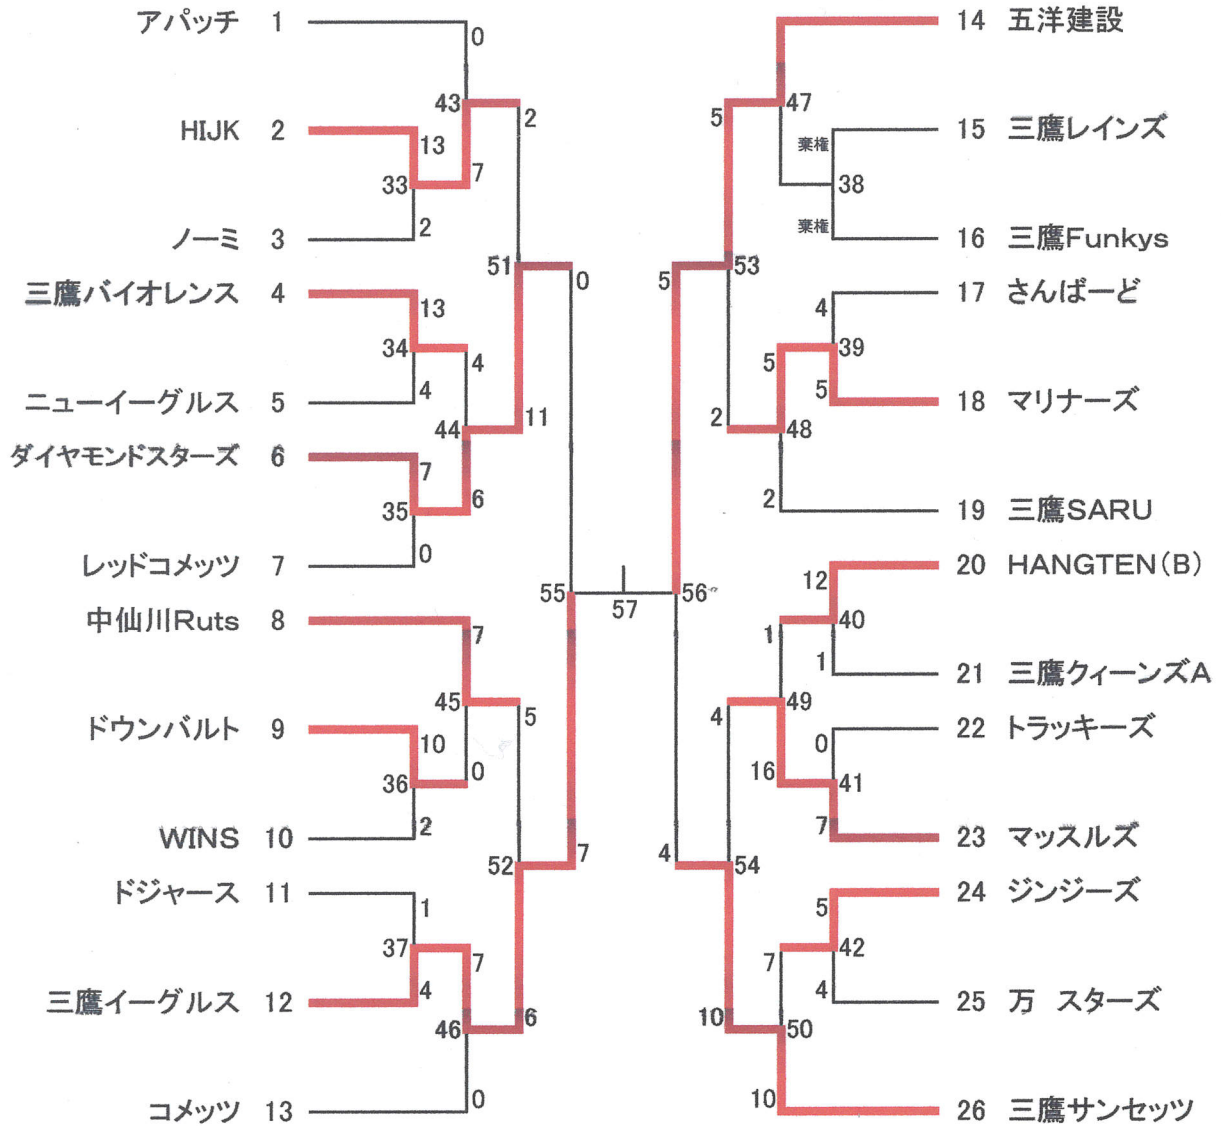 アパッチ 1
0
43
2
HIJK 2
13
33
7
ノーミ 3
2
三鷹バイオレンス 4
13
51
0
34
4
ニューイーグルス 5
4
44
11
ダイヤモンドスターズ 6
7
35
6
レッドコメッツ 7
0
55
中仙川Ruts 8
7
45
5
ドウンバルト 9
10
36
0
WINS 10
2
52
7
ドジャース 11
1
37
7
三鷹イーグルス 12
4
46
6
コメッツ 13
0
57
14 五洋建設
5
47
15 三鷹レインズ
棄権
38
棄権
16 三鷹Funkys
5
53
17 さんばーど
4
5
39
5
18 マリナーズ
2
48
2
19 三鷹SARU
20 HANGTEN(B)
12
56
1
40
1
21 三鷹クィーンズA
4
49
22 トラッキーズ
0
16
41
7
23 マッスルズ
4
54
24 ジンジーズ
5
7
42
4
25 万 スターズ
10
50
10
26 三鷹サンセッツ